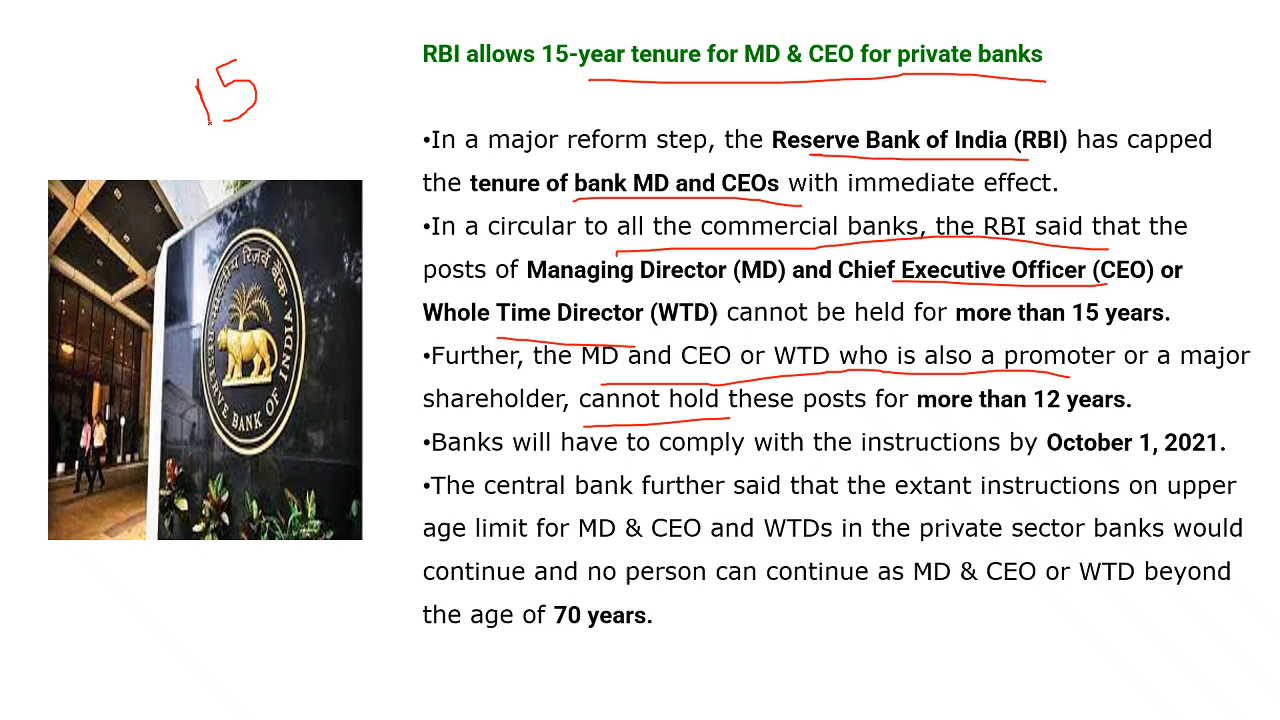 RBI allows 15-year tenure for MD & CEO for private banks
15
•In a major reform step, the Reserve Bank of India (RBI) has capped
the tenure of bank MD and CEOs with immediate effect.
•In a circular to all the commercial banks, the RBI said that the
posts of Managing Director (MD) and Chief Executive Officer (CEO) or
Whole Time Director (WTD) cannot be held for more than 15 years.
•Further, the MD and CEO or WTD who is also a promoter or a major
shareholder, cannot hold these posts for more than 12 years.
•Banks will have to comply with the instructions by October 1, 2021.
•The central bank further said that the extant instructions on upper
age limit for MD & CEO and WTDs in the private sector banks would
continue and no person can continue as MD & CEO or WTD beyond
the age of 70 years.
भारतीय रिज़र्व बैंक
RESERVE BANK OF INDIA